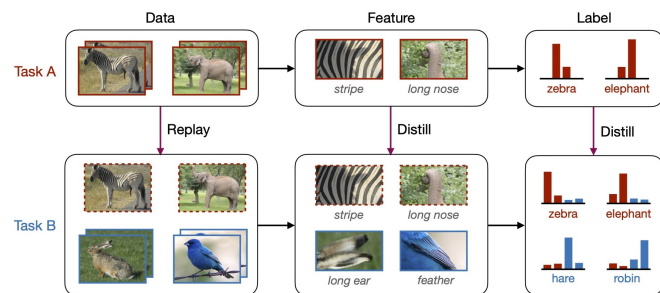 Data
Feature
Label
Task A
stripe
long nose
zebra
elephant
Replay
Distill
Distill
Task B
stripe
long nose
zebra
elephant
long ear
feather
hare
robin